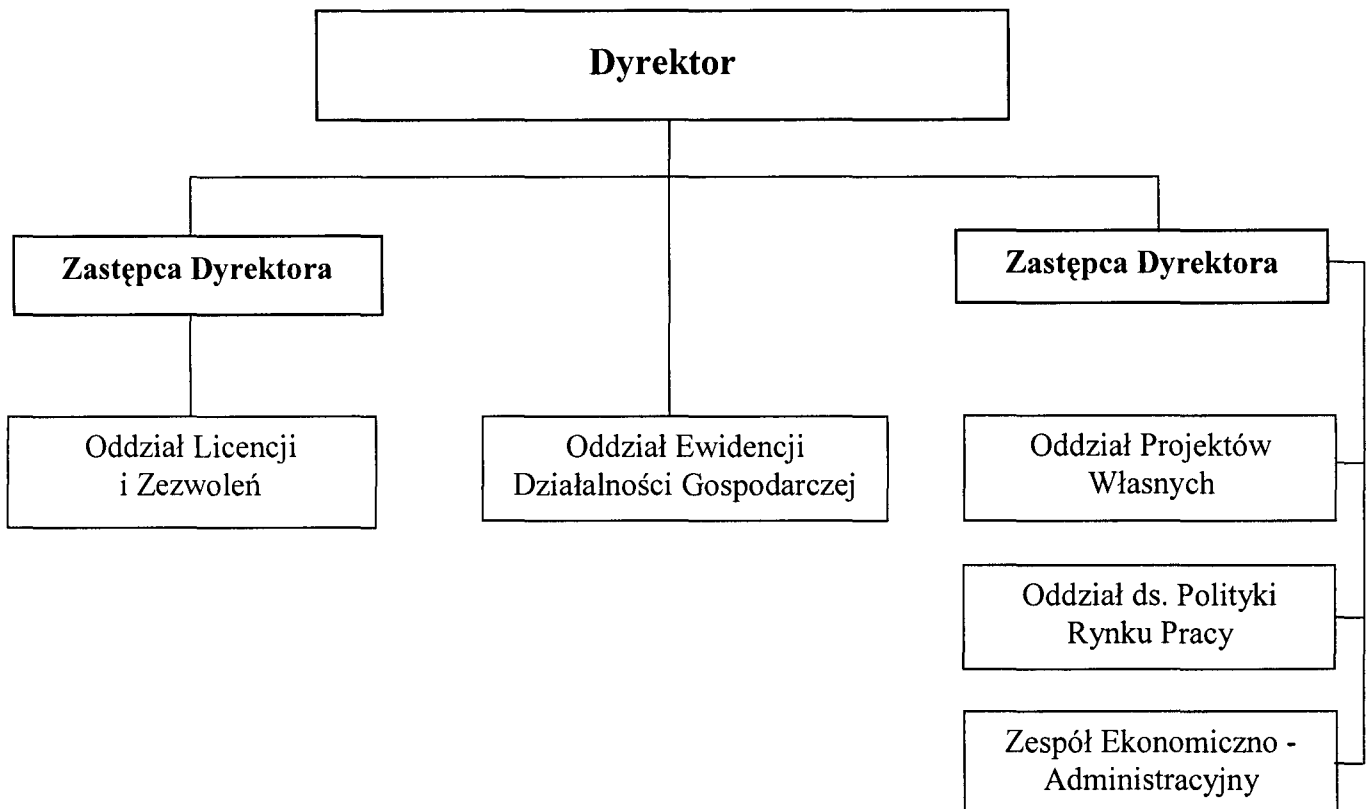 Dyrektor
Zastępca Dyrektora
Zastępca Dyrektora
Oddział Licencji
i Zezwoleń
Oddział Ewidencji
Działalności Gospodarczej
Oddział Projektów
Własnych
Oddział ds. Polityki
Rynku Pracy
Zespół Ekonomiczno -
Administracyjny